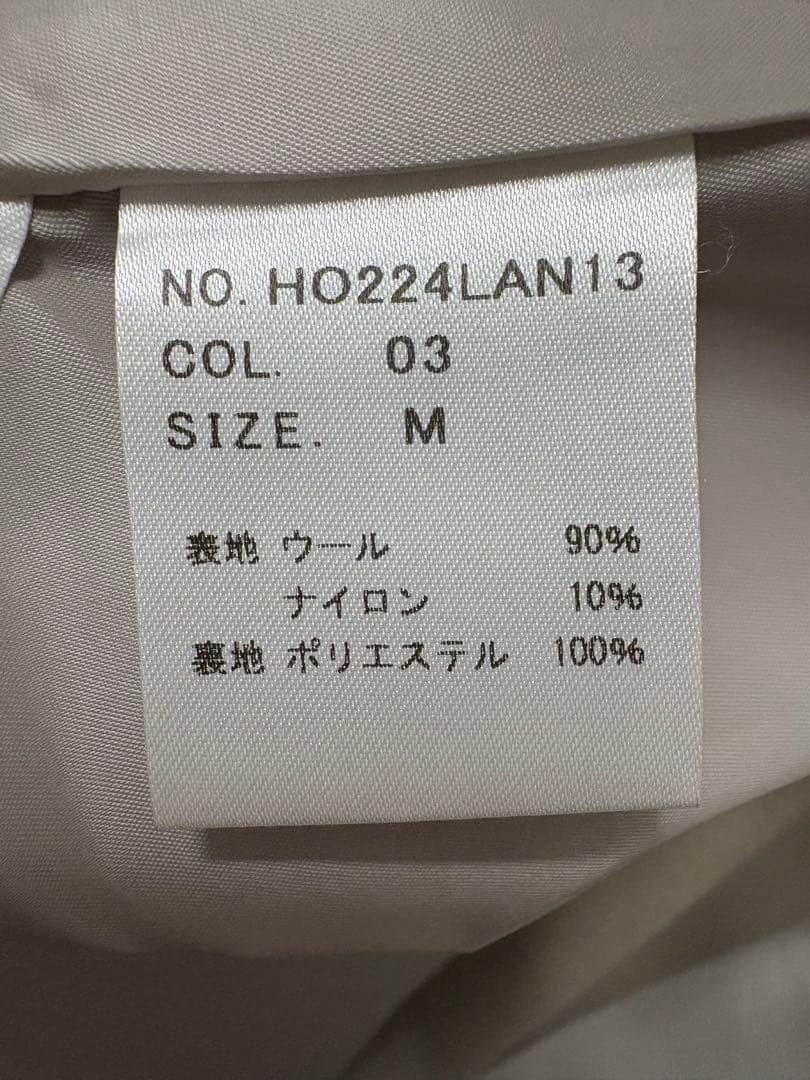 NO. HO224LAN13
COL. 03
SIZE. M
表地 ウール 90%
ナイロン 10%
裏地 ポリエステル 100%